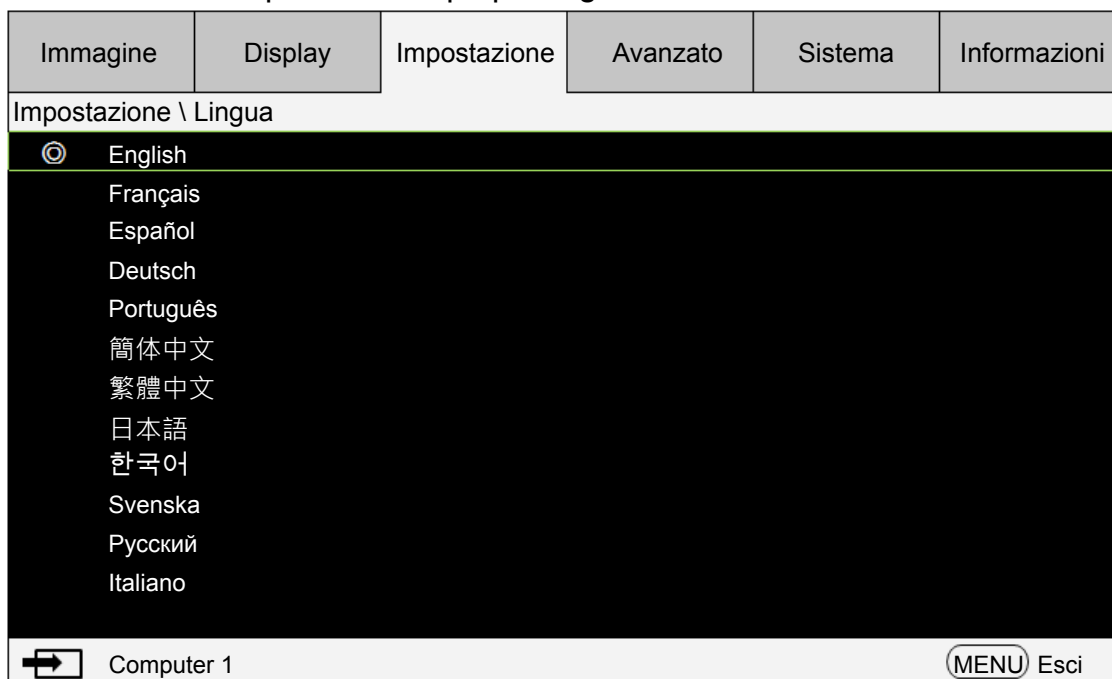 Immagine Display Impostazione Avanzato Sistema Informazioni
Impostazione \ Lingua
English
Français
Español
Deutsch
Português
簡体中文
繁體中文
日本語
한국어
Svenska
Русский
Italiano
Computer 1 MENU Esci